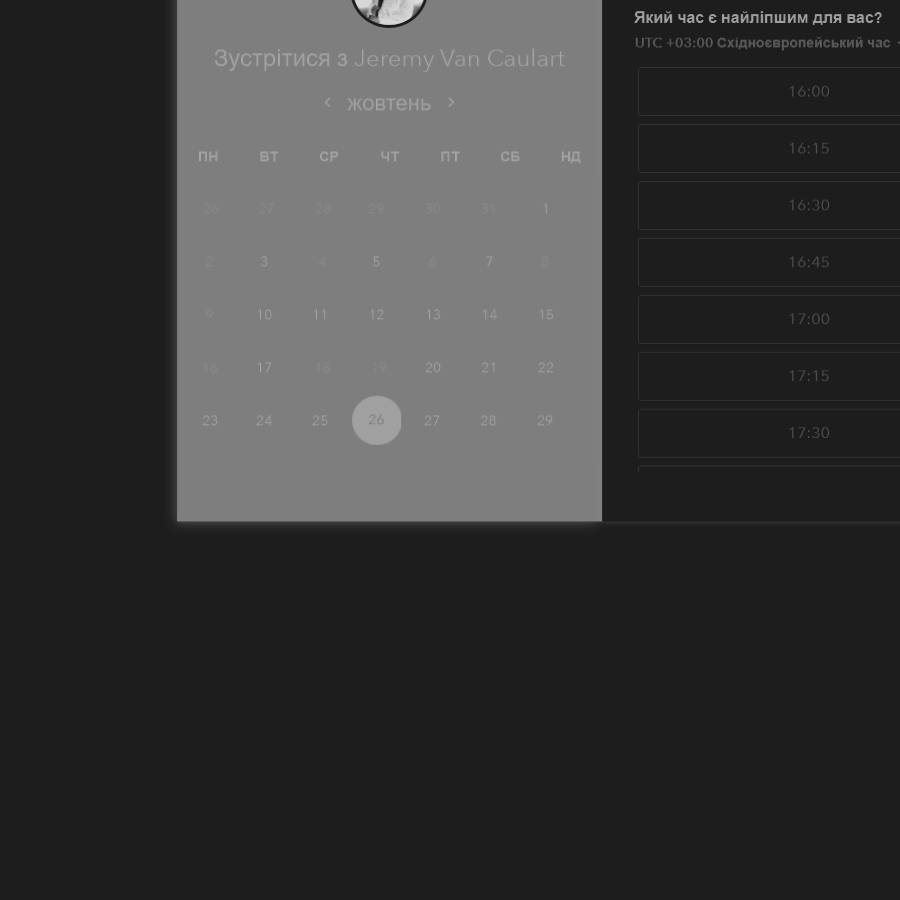 Зустрітися з Jeremy Van Caulart
жовтень
ПН ВТ СР ЧТ ПТ СБ НД
26 27 28 29 30 31 1
2 3 4 5 6 7 8
9 10 11 12 13 14 15
16 17 18 19 20 21 22
23 24 25 26 27 28 29
Який час є найліпшим для вас?
UTC +03:00 Східноєвропейський час
16:00
16:15
16:30
16:45
17:00
17:15
17:30